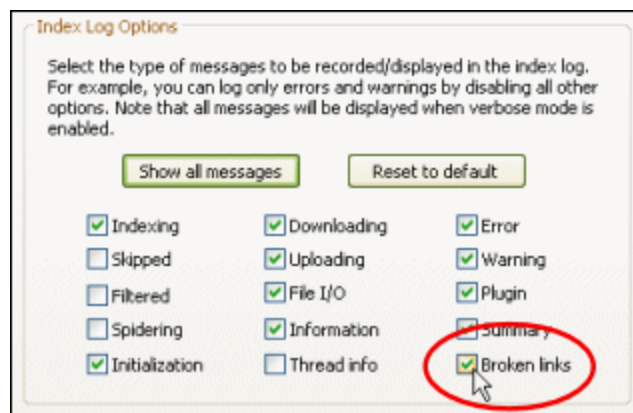 Index Log Options
Select the type of messages to be recorded/displayed in the index log.
For example, you can log only errors and warnings by disabling all other
options. Note that all messages will be displayed when verbose mode is
enabled.
Show all messages Reset to default
Indexing Downloading Error
Skipped Uploading Warning
Filtered File I/O Plugin
Spidering Information Summary
Initialization Thread info Broken links